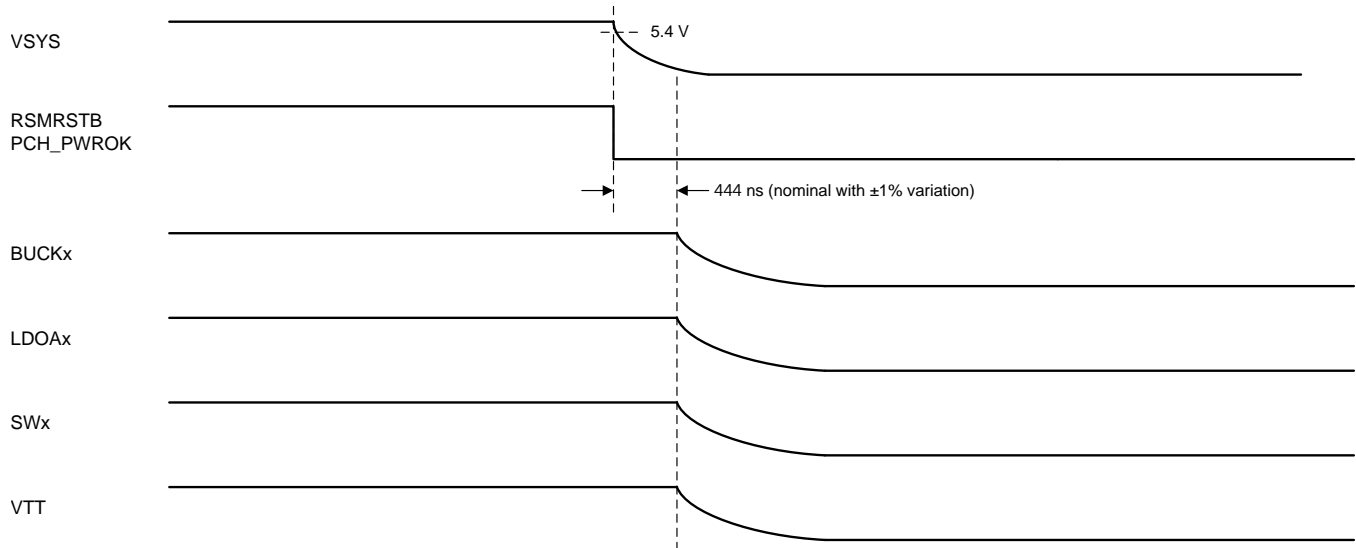 VSYS
5.4 V
RSMRSTB
PCH_PWROK
444 ns (nominal with ±1% variation)
BUCKx
LDOAx
SWx
VTT